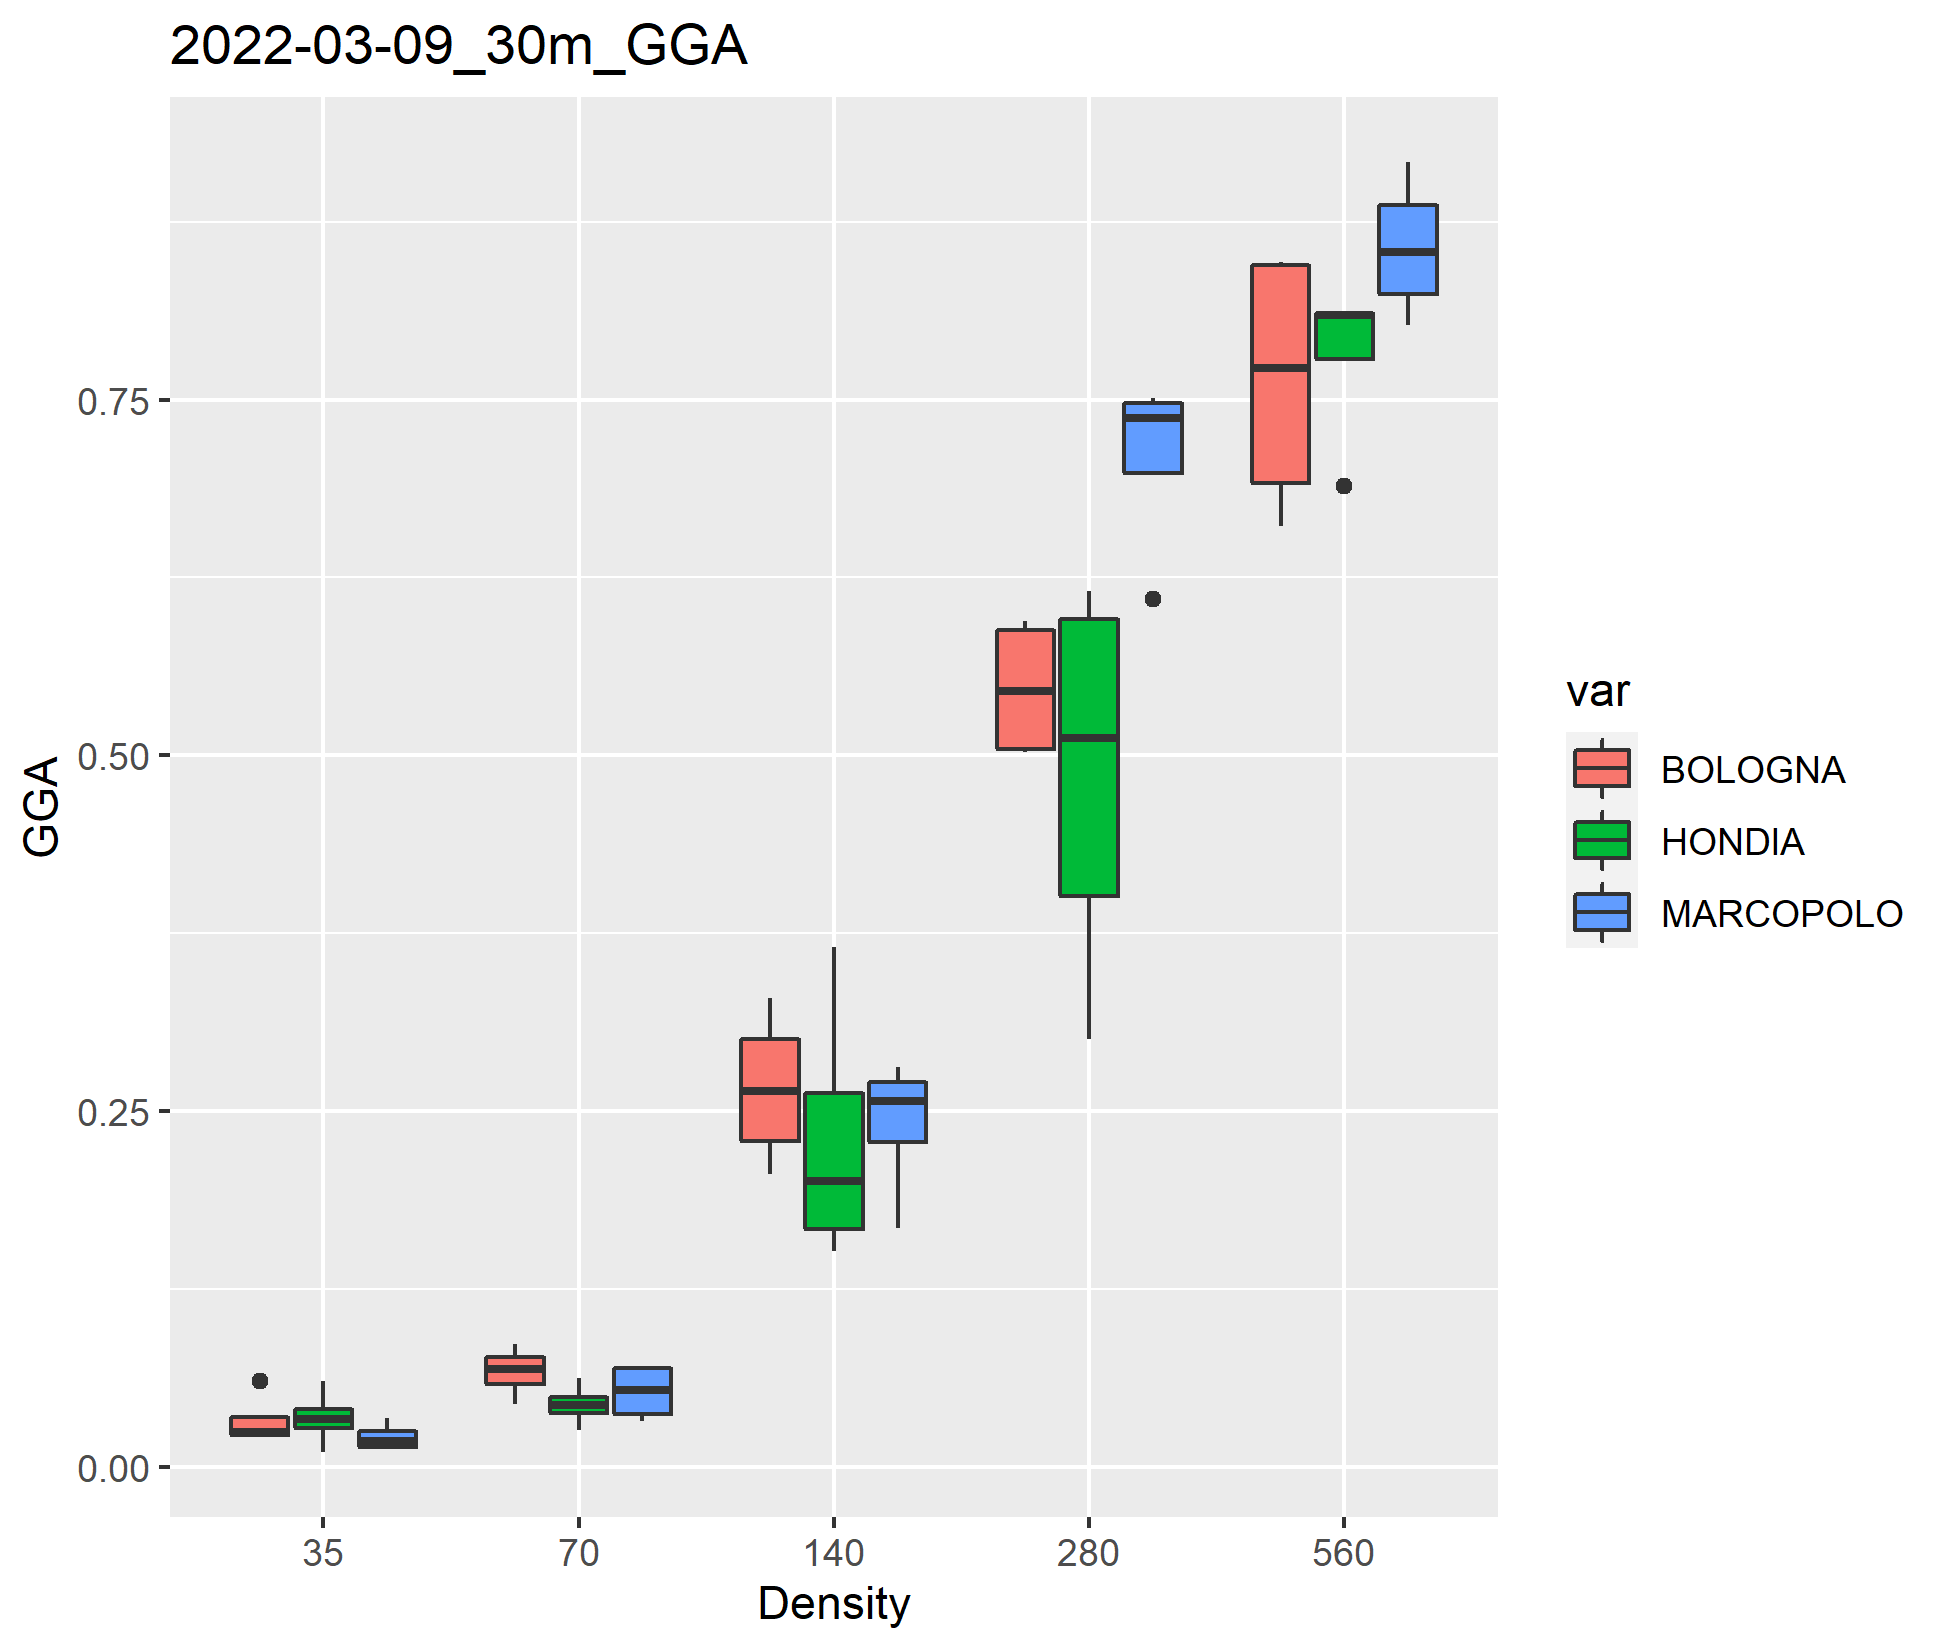 2022-03-09_30m_GGA
GGA
0.75
0.50
0.25
0.00
35 70 140 280 560
Density
var
BOLOGNA
HONDIA
MARCOPOLO